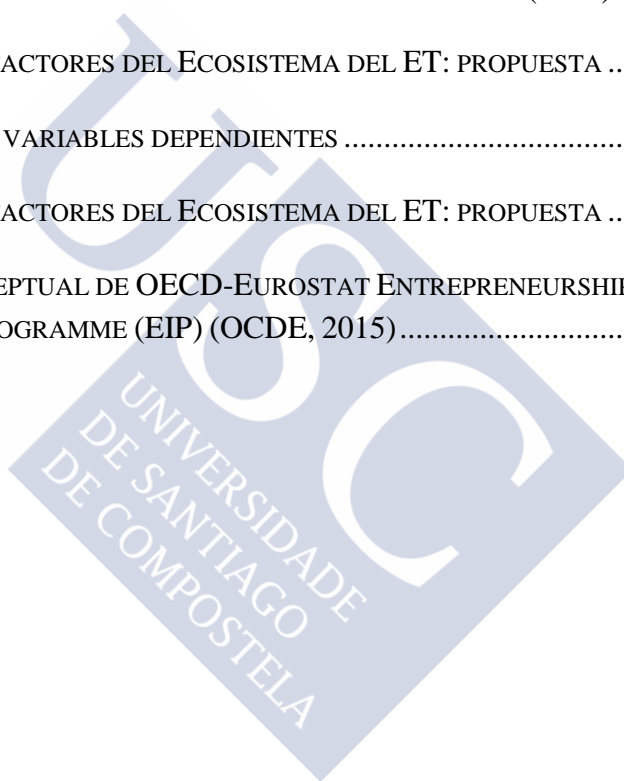 ACTORES DEL ECOSISTEMA DEL ET: PROPUESTA ..
VARIABLES DEPENDIENTES ...................................
ACTORES DEL ECOSISTEMA DEL ET: PROPUESTA ..
EPTUAL DE OECD-EUROSTAT ENTREPRENEURSHIP
OGRAMME (EIP) (OCDE, 2015) ............................
USC
UNIVERSIDADE
DE SANTIAGO
DE COMPOSTELA